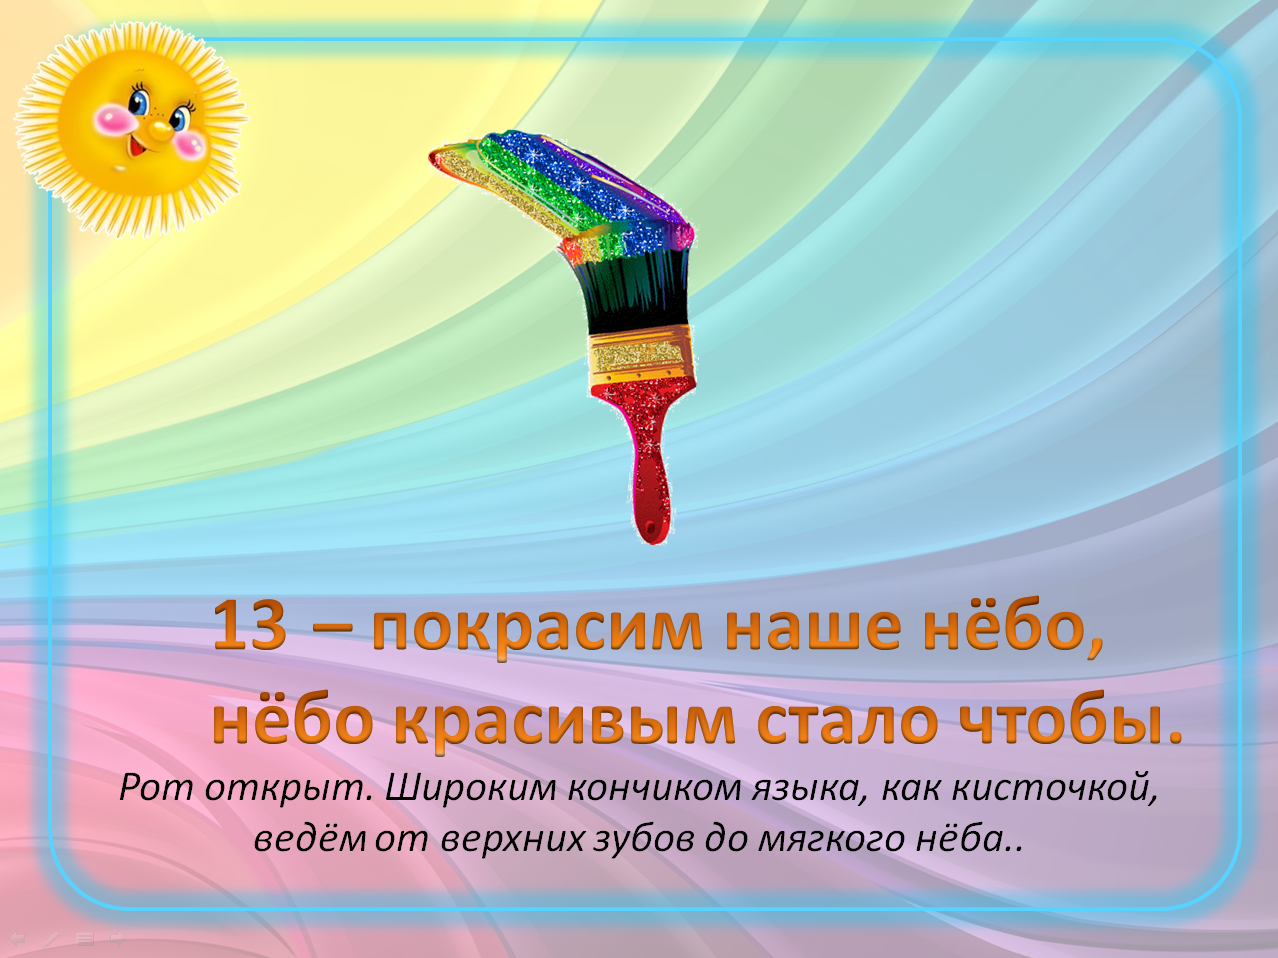 13 – покрасим наше нёбо,
нёбо красивым стало чтобы.
Рот открыт. Широким кончиком языка, как кисточкой,
ведём от верхних зубов до мягкого нёба..